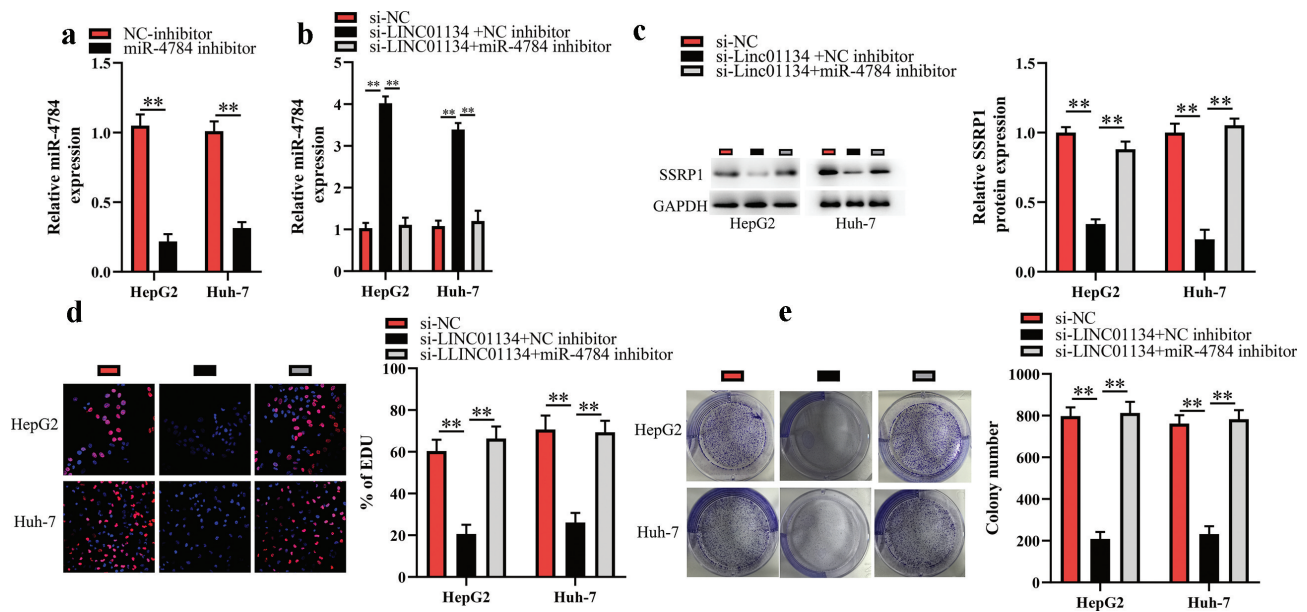 a
NC-inhibitor
miR-4784 inhibitor
Relative miR-4784
expression
1.5
1.0
0.5
0.0
**
**
HepG2
Huh-7
b
si-NC
si-LINC01134 +NC inhibitor
si-LINC01134+miR-4784 inhibitor
Relative miR-4784
expression
5
4
3
2
1
0
**
**
**
**
HepG2
Huh-7
c
si-NC
si-Linc01134 +NC inhibitor
si-Linc01134+miR-4784 inhibitor
SSRP1
GAPDH
HepG2
Huh-7
Relative SSRP1
protein expression
1.5
1.0
0.5
0.0
**
**
**
**
HepG2
Huh-7
d
HepG2
Huh-7
si-NC
si-LINC01134+NC inhibitor
si-LLINC01134+miR-4784 inhibitor
% of EDU
100
80
60
40
20
0
**
**
**
**
HepG2
Huh-7
e
HepG2
Huh-7
si-NC
si-LINC01134+NC inhibitor
si-LINC01134+miR-4784 inhibitor
Colony number
1000
800
600
400
200
0
**
**
**
**
HepG2
Huh-7